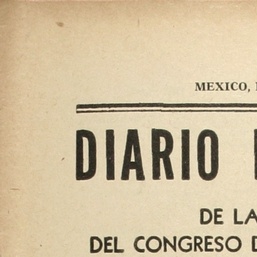 MEXICO,
DIARIO
DE LA
DEL CONGRESO